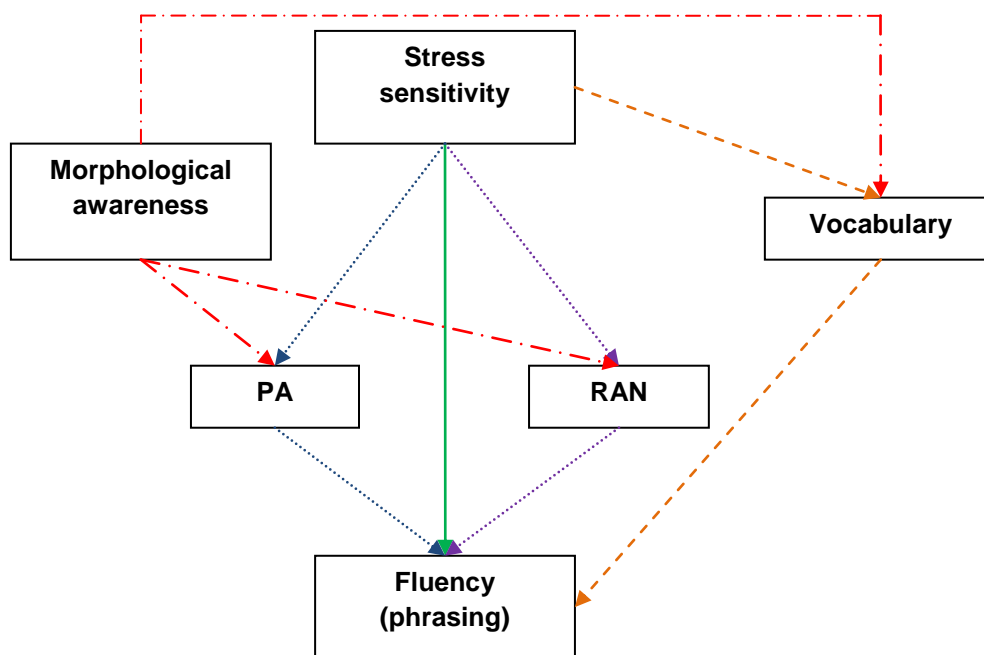 Stress
sensitivity
Morphological
awareness
Vocabulary
PA
RAN
Fluency
(phrasing)